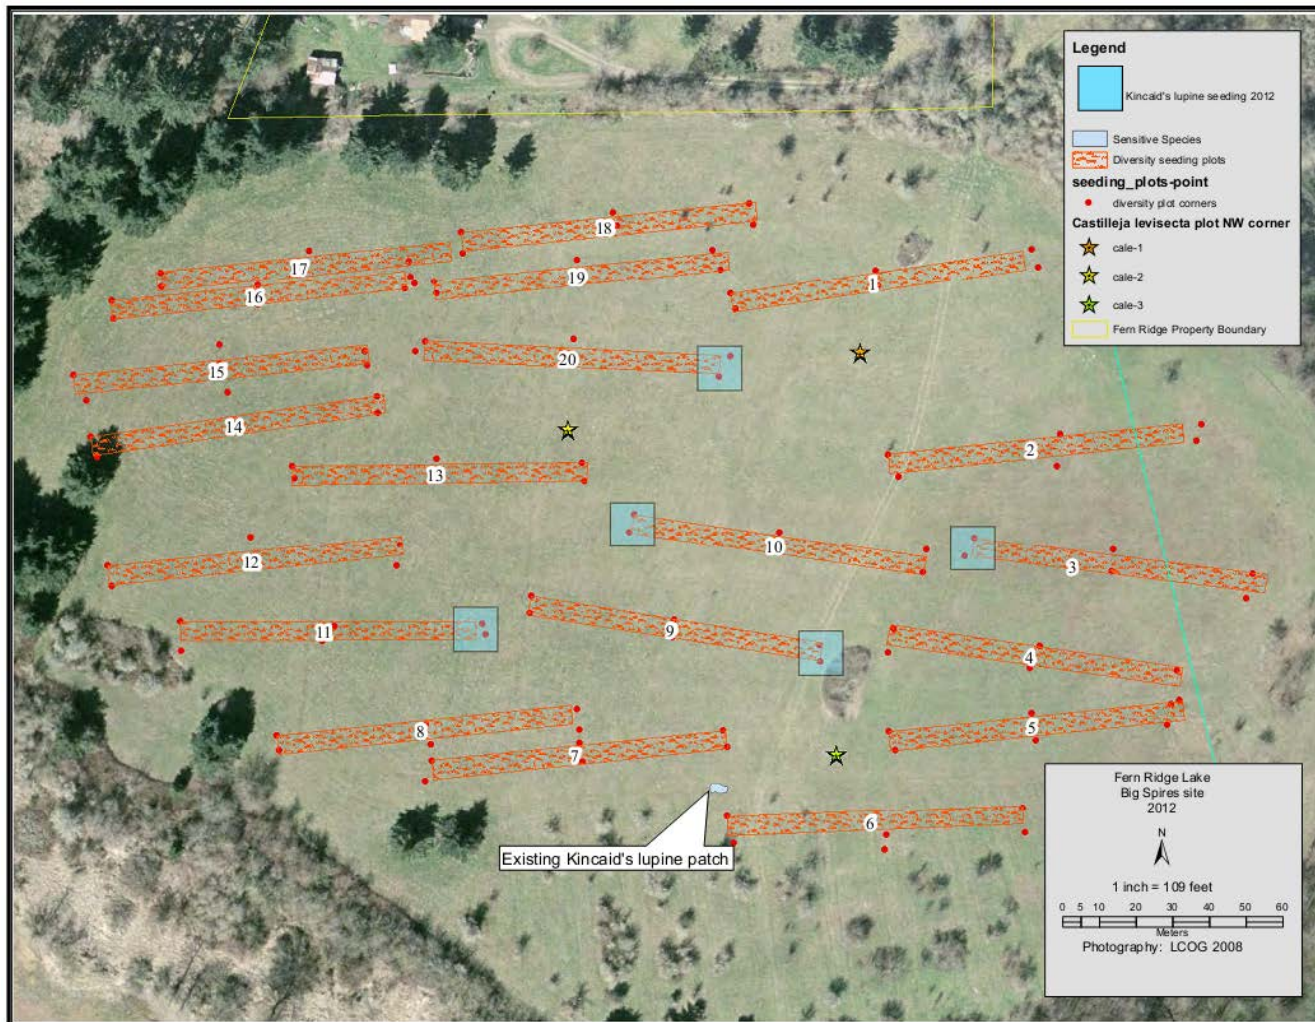 Legend
Kincaid's lupine seeding 2012
Sensitive Species
Diversity seeding plots
seeding_plots-point
diversity plot corners
Castilleja levisecta plot NW corner
cale-1
cale-2
cale-3
Fern Ridge Property Boundary
18
17
19
1
16
20
15
14
2
13
10
12
3
11
9
4
8
5
7
6
Existing Kincaid's lupine patch
Fern Ridge Lake
Big Spires site
2012
N
1 inch = 109 feet
0 5 10 20 30 40 50 60
Meters
Photography: LCOG 2008